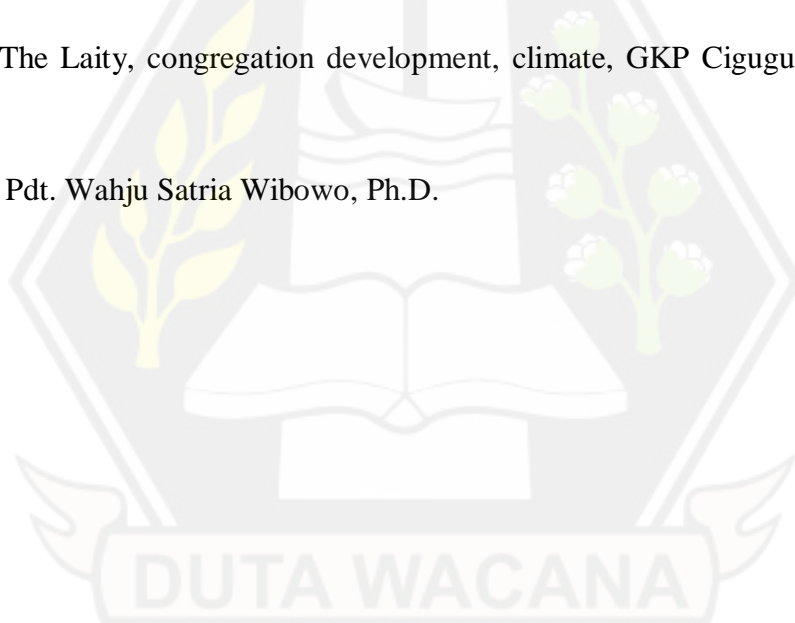 The Laity, congregation development, climate, GKP Cigugu
Pdt. Wahju Satria Wibowo, Ph.D.
DUTA WACANA